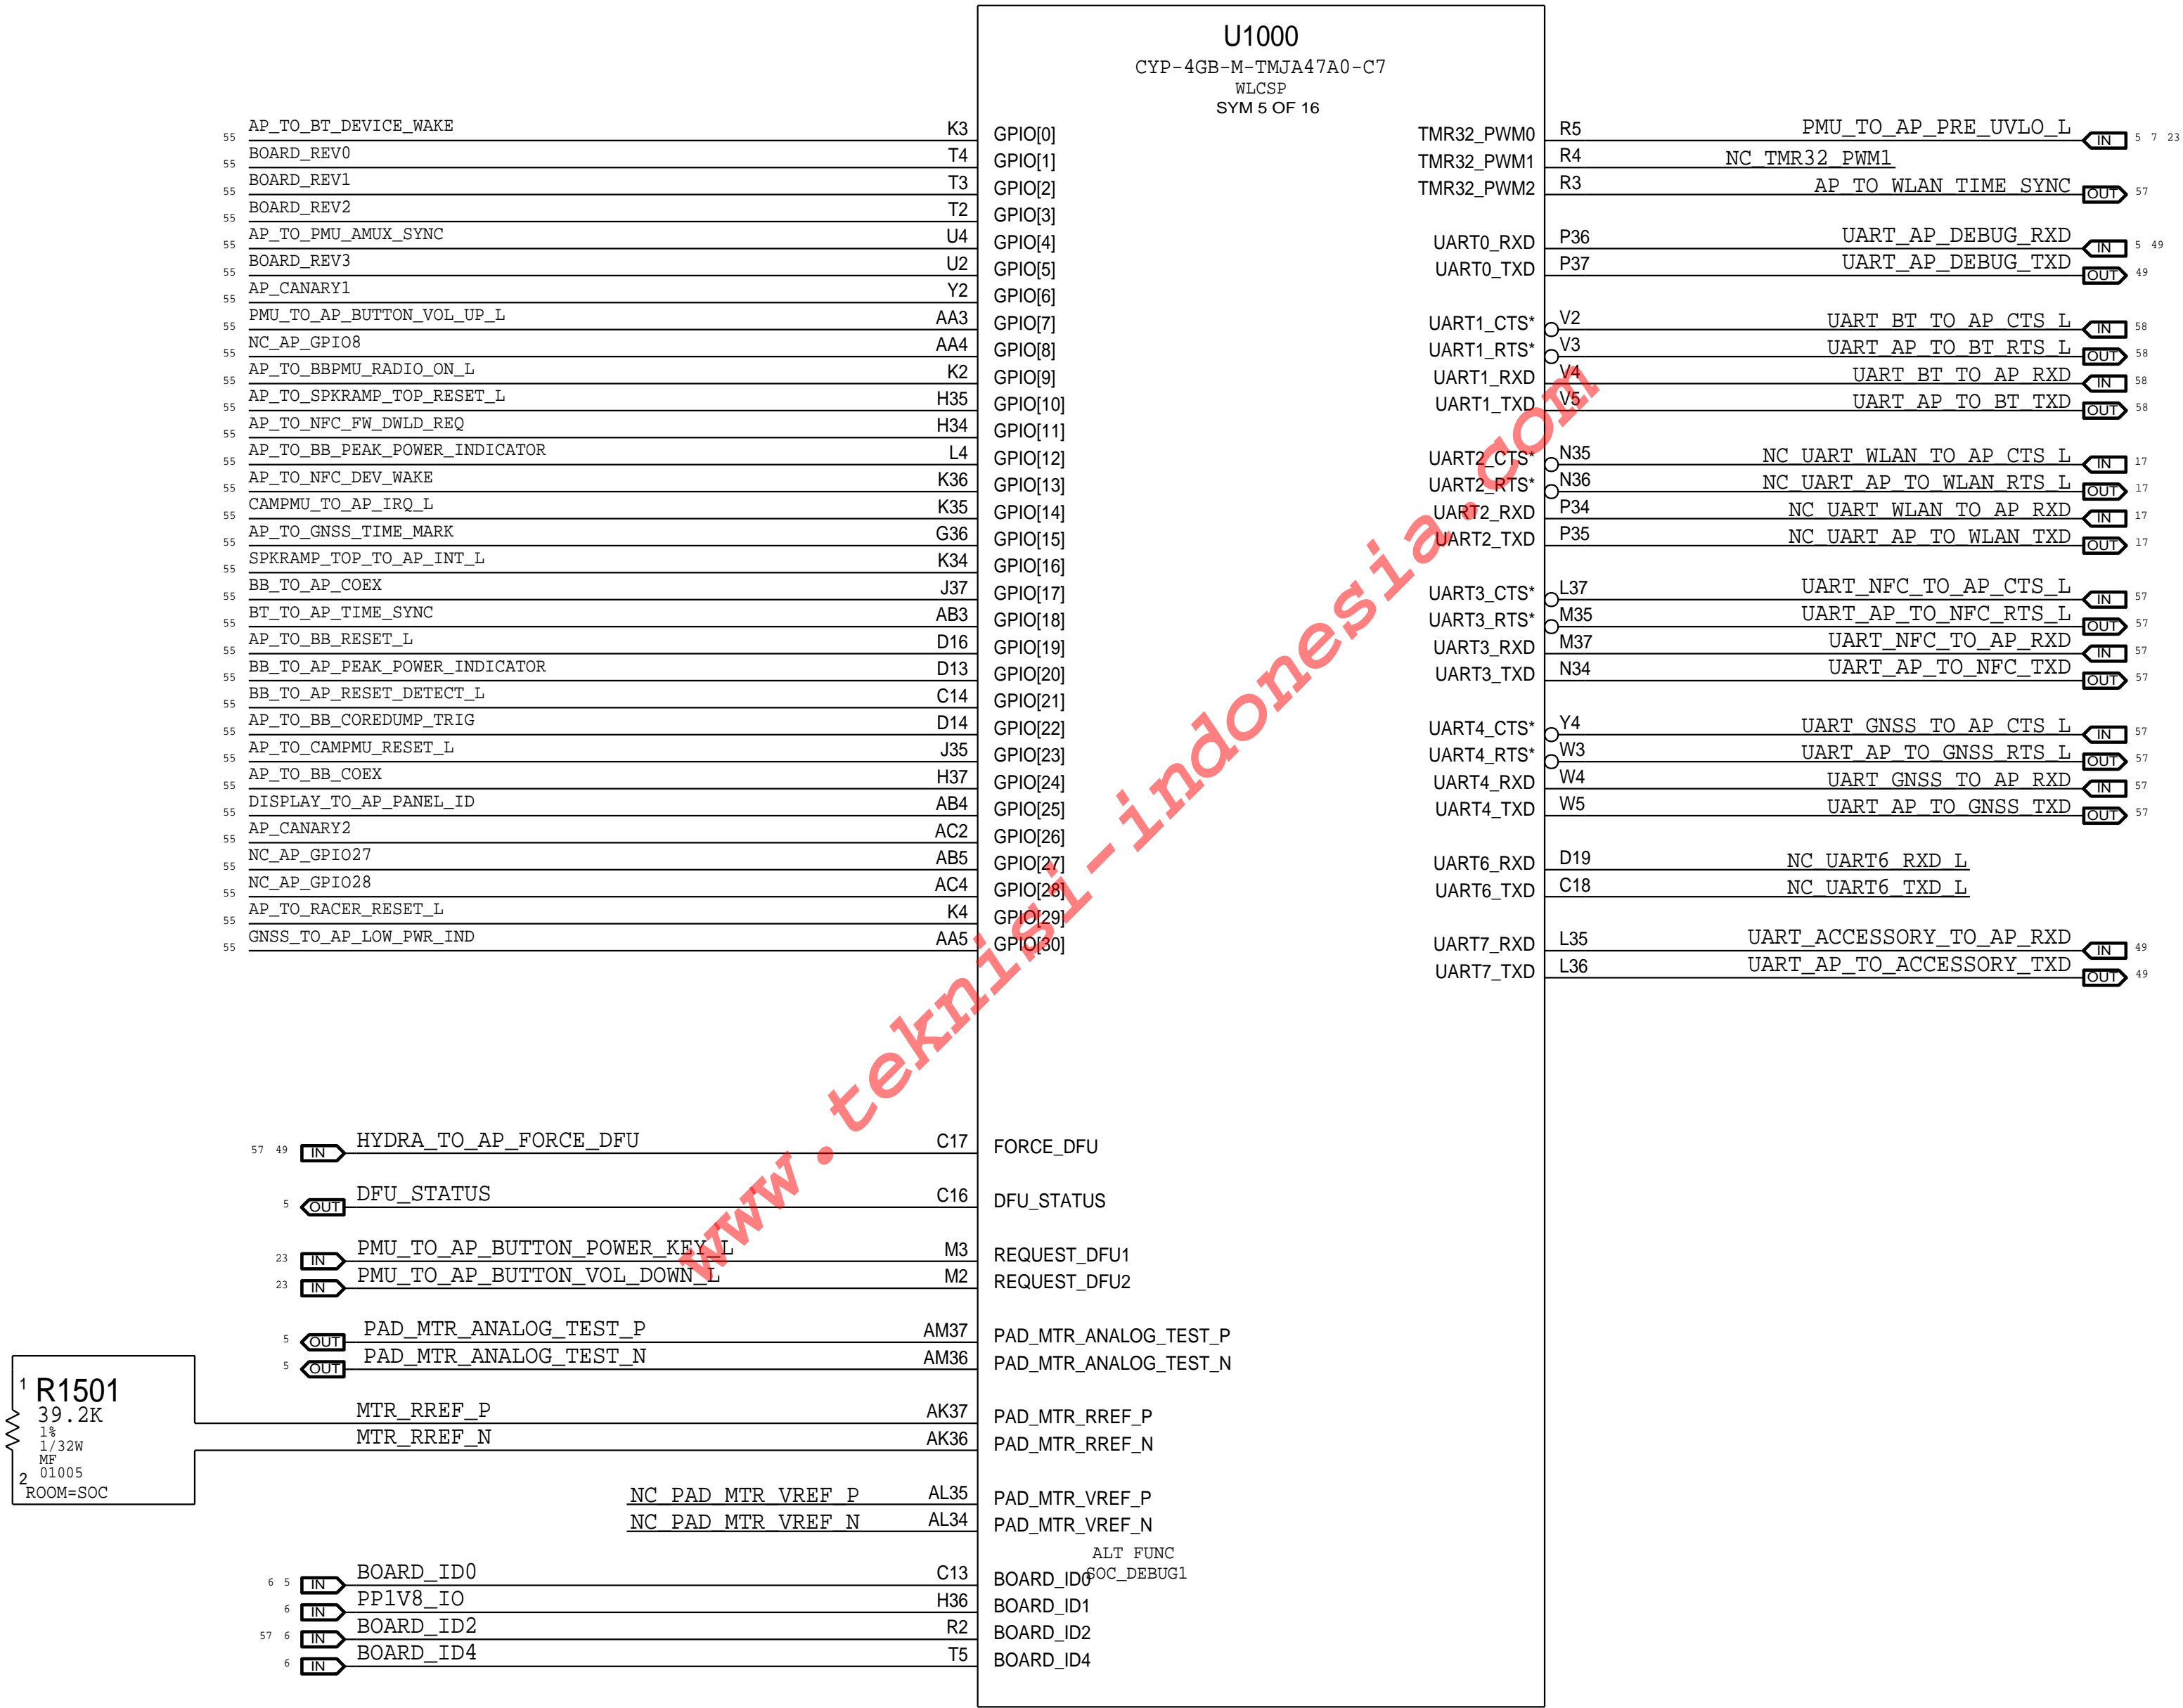 U1000
CYP-4GB-M-TMJA47A0-C7
WLCSP
SYM 5 OF 16
55 AP_TO_BT_DEVICE_WAKE K3 GPIO[0]
55 BOARD_REV0 T4 GPIO[1]
55 BOARD_REV1 T3 GPIO[2]
55 BOARD_REV2 T2 GPIO[3]
55 AP_TO_PMU_AMUX_SYNC U4 GPIO[4]
55 BOARD_REV3 U2 GPIO[5]
55 AP_CANARY1 Y2 GPIO[6]
55 PMU_TO_AP_BUTTON_VOL_UP_L AA3 GPIO[7]
55 NC_AP_GPIO8 AA4 GPIO[8]
55 AP_TO_BBPMU_RADIO_ON_L K2 GPIO[9]
55 AP_TO_SPKRAMP_TOP_RESET_L H35 GPIO[10]
55 AP_TO_NFC_FW_DWLD_REQ H34 GPIO[11]
55 AP_TO_BB_PEAK_POWER_INDICATOR L4 GPIO[12]
55 AP_TO_NFC_DEV_WAKE K36 GPIO[13]
55 CAMPMU_TO_AP_IRQ_L K35 GPIO[14]
55 AP_TO_GNSS_TIME_MARK G36 GPIO[15]
55 SPKRAMP_TOP_TO_AP_INT_L K34 GPIO[16]
55 BB_TO_AP_COEX J37 GPIO[17]
55 BT_TO_AP_TIME_SYNC AB3 GPIO[18]
55 AP_TO_BB_RESET_L D16 GPIO[19]
55 BB_TO_AP_PEAK_POWER_INDICATOR D13 GPIO[20]
55 BB_TO_AP_RESET_DETECT_L C14 GPIO[21]
55 AP_TO_BB_COREDUMP_TRIG D14 GPIO[22]
55 AP_TO_CAMPMU_RESET_L J35 GPIO[23]
55 AP_TO_BB_COEX H37 GPIO[24]
55 DISPLAY_TO_AP_PANEL_ID AB4 GPIO[25]
55 AP_CANARY2 AC2 GPIO[26]
55 NC_AP_GPIO27 AB5 GPIO[27]
55 NC_AP_GPIO28 AC4 GPIO[28]
55 AP_TO_RACER_RESET_L K4 GPIO[29]
55 GNSS_TO_AP_LOW_PWR_IND AA5 GPIO[30]
TMR32_PWM0 R5 PMU_TO_AP_PRE_UVLO_L IN 5 7 23
TMR32_PWM1 R4 NC_TMR32_PWM1
TMR32_PWM2 R3 AP_TO_WLAN_TIME_SYNC OUT 57
UART0_RXD P36 UART_AP_DEBUG_RXD IN 5 49
UART0_TXD P37 UART_AP_DEBUG_TXD OUT 49
UART1_CTS* V2 UART_BT_TO_AP_CTS_L IN 58
UART1_RTS* V3 UART_AP_TO_BT_RTS_L OUT 58
UART1_RXD V4 UART_BT_TO_AP_RXD IN 58
UART1_TXD V5 UART_AP_TO_BT_TXD OUT 58
UART2_CTS* N35 NC_UART_WLAN_TO_AP_CTS_L IN 17
UART2_RTS* N36 NC_UART_AP_TO_WLAN_RTS_L OUT 17
UART2_RXD P34 NC_UART_WLAN_TO_AP_RXD IN 17
UART2_TXD P35 NC_UART_AP_TO_WLAN_TXD OUT 17
UART3_CTS* L37 UART_NFC_TO_AP_CTS_L IN 57
UART3_RTS* M35 UART_AP_TO_NFC_RTS_L OUT 57
UART3_RXD M37 UART_NFC_TO_AP_RXD IN 57
UART3_TXD N34 UART_AP_TO_NFC_TXD OUT 57
UART4_CTS* Y4 UART_GNSS_TO_AP_CTS_L IN 57
UART4_RTS* W3 UART_AP_TO_GNSS_RTS_L OUT 57
UART4_RXD W4 UART_GNSS_TO_AP_RXD IN 57
UART4_TXD W5 UART_AP_TO_GNSS_TXD OUT 57
UART6_RXD D19 NC_UART6_RXD_L
UART6_TXD C18 NC_UART6_TXD_L
UART7_RXD L35 UART_ACCESSORY_TO_AP_RXD IN 49
UART7_TXD L36 UART_AP_TO_ACCESSORY_TXD OUT 49
57 49 IN HYDRA_TO_AP_FORCE_DFU C17 FORCE_DFU
5 OUT DFU_STATUS C16 DFU_STATUS
23 IN PMU_TO_AP_BUTTON_POWER_KEY_L M3 REQUEST_DFU1
23 IN PMU_TO_AP_BUTTON_VOL_DOWN_L M2 REQUEST_DFU2
5 OUT PAD_MTR_ANALOG_TEST_P AM37 PAD_MTR_ANALOG_TEST_P
5 OUT PAD_MTR_ANALOG_TEST_N AM36 PAD_MTR_ANALOG_TEST_N
1 R1501
39.2K
1%
1/32W
MF
01005
2
ROOM=SOC
MTR_RREF_P AK37 PAD_MTR_RREF_P
MTR_RREF_N AK36 PAD_MTR_RREF_N
NC_PAD_MTR_VREF_P AL35 PAD_MTR_VREF_P
NC_PAD_MTR_VREF_N AL34 PAD_MTR_VREF_N
ALT FUNC
SOC_DEBUG1
6 5 IN BOARD_ID0 C13 BOARD_ID0
6 IN PP1V8_IO H36 BOARD_ID1
57 6 IN BOARD_ID2 R2 BOARD_ID2
6 IN BOARD_ID4 T5 BOARD_ID4
www.teknisi-indonesia.com